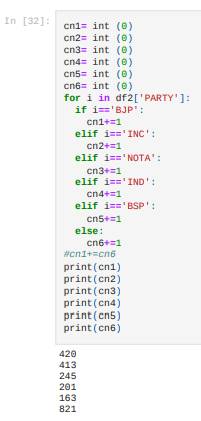 In [32]:
cn1= int (0)
cn2= int (0)
cn3= int (0)
cn4= int (0)
cn5= int (0)
cn6= int (0)
for i in df2['PARTY']:
  if i=='BJP':
    cn1+=1
  elif i=='INC':
    cn2+=1
  elif i=='NOTA':
    cn3+=1
  elif i=='IND':
    cn4+=1
  elif i=='BSP':
    cn5+=1
  else:
    cn6+=1
#cn1+=cn6
print(cn1)
print(cn2)
print(cn3)
print(cn4)
print(cn5)
print(cn6)
420
413
245
201
163
821